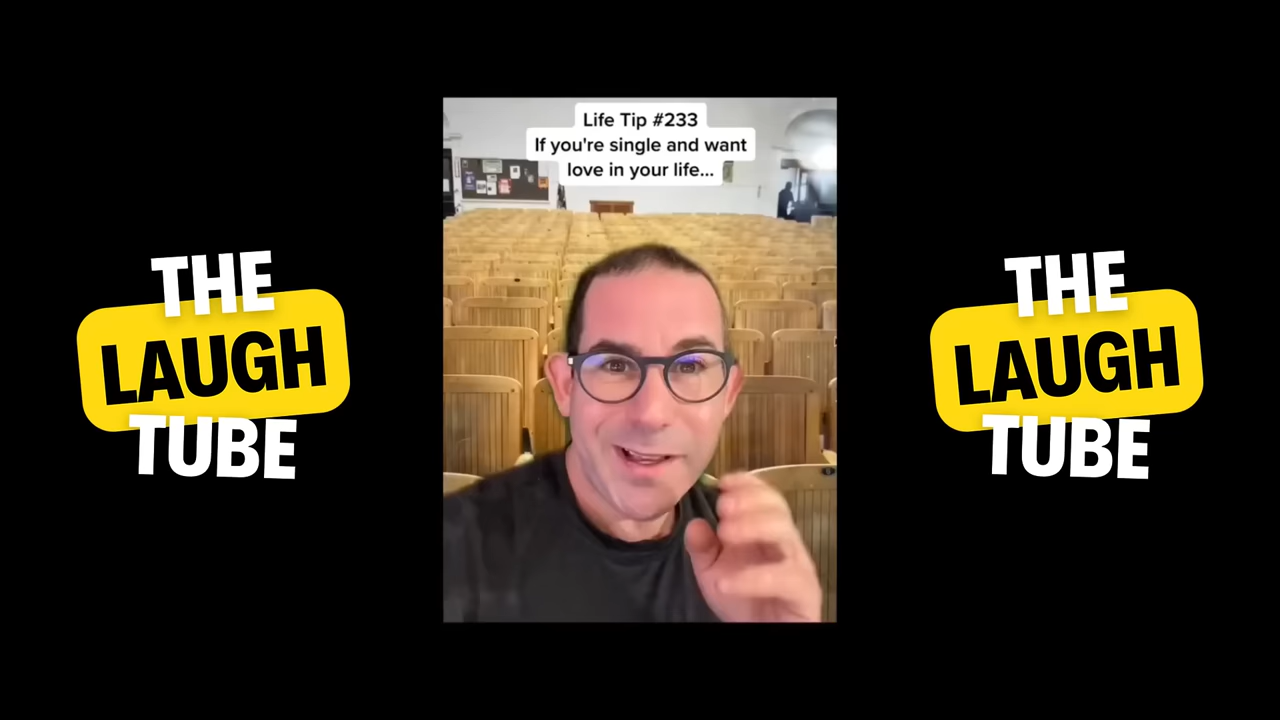 Life Tip #233
If you're single and want
love in your life...
THE
LAUGH
TUBE
THE
LAUGH
TUBE